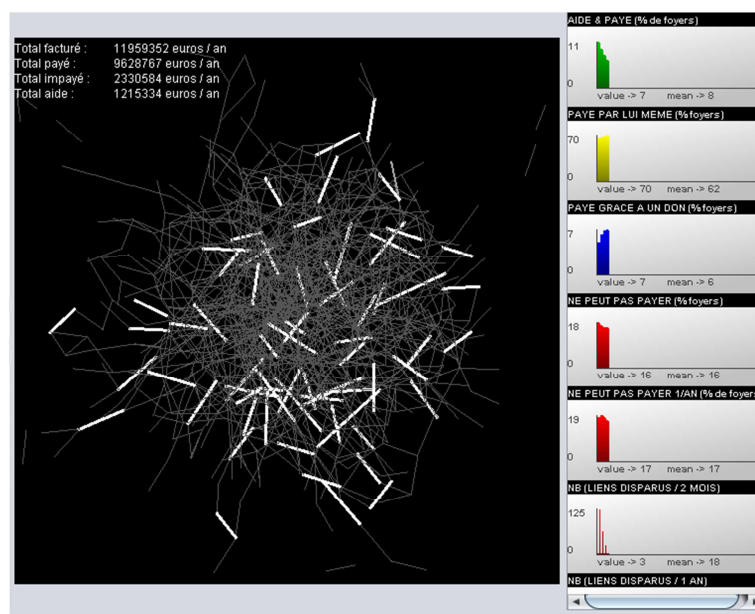 Total facturé : 11959352 euros / an
Total payé : 9628767 euros / an
Total impayé : 2330584 euros / an
Total aide : 1215334 euros / an
AIDE & PAYE (% de foyers)
11
0
value -> 7 mean -> 8
PAYE PAR LUI MEME (% foyers)
70
0
value -> 70 mean -> 62
PAYE GRACE A UN DON (% foyers)
7
0
value -> 7 mean -> 6
NE PEUT PAS PAYER (% foyers)
18
0
value -> 16 mean -> 16
NE PEUT PAS PAYER 1/AN (% de foyers
19
0
value -> 17 mean -> 17
NB (LIENS DISPARUS / 2 MOIS)
125
0
value -> 3 mean -> 18
NB (LIENS DISPARUS / 1 AN)